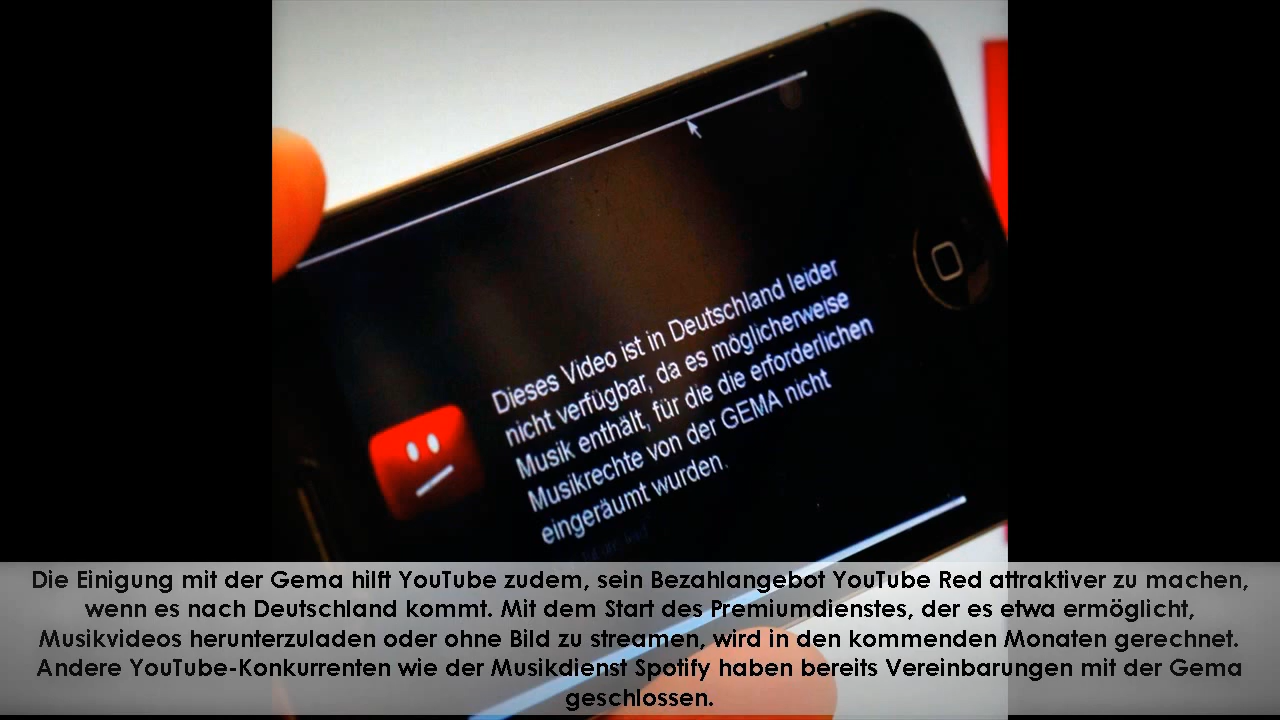 Dieses Video ist in Deutschland leider
nicht verfügbar, da es möglicherweise
Musik enthält, für die die erforderlichen
Musikrechte von der GEMA nicht
eingeräumt wurden.
Die Einigung mit der Gema hilft YouTube zudem, sein Bezahlangebot YouTube Red attraktiver zu machen,
wenn es nach Deutschland kommt. Mit dem Start des Premiumdienstes, der es etwa ermöglicht,
Musikvideos herunterzuladen oder ohne Bild zu streamen, wird in den kommenden Monaten gerechnet.
Andere YouTube-Konkurrenten wie der Musikdienst Spotify haben bereits Vereinbarungen mit der Gema
geschlossen.